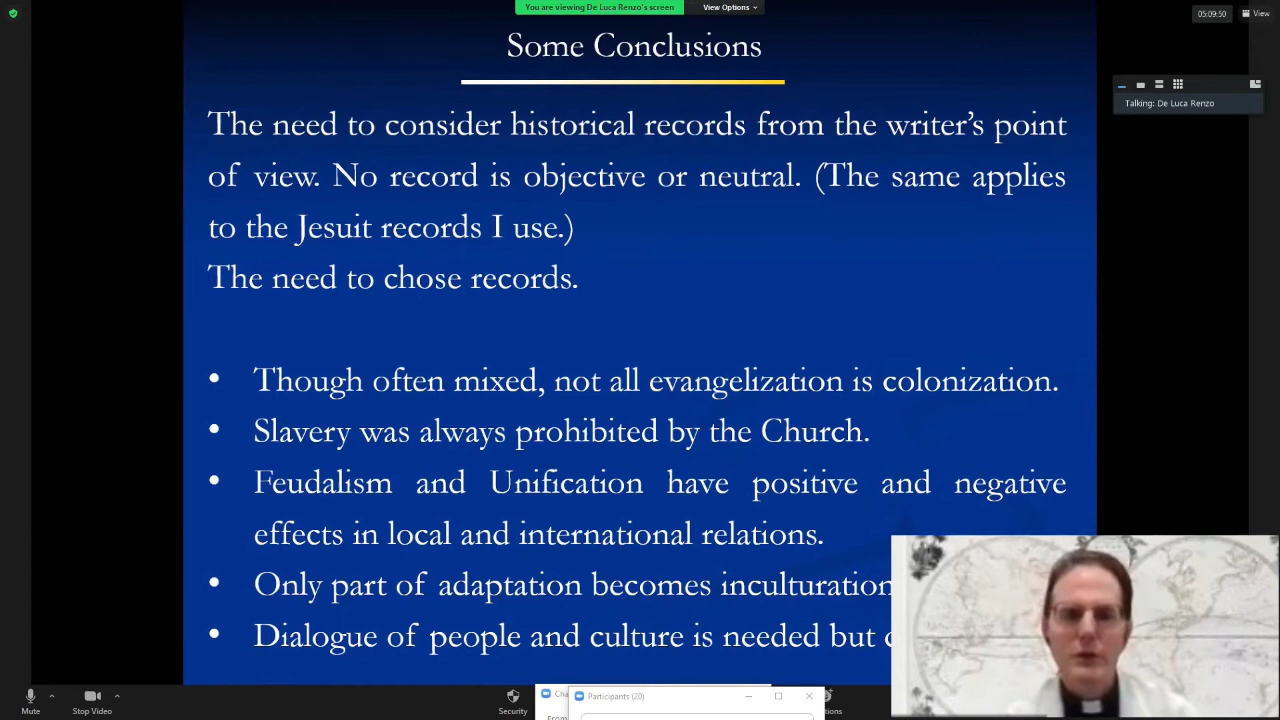 You are viewing De Luca Renzo's screen
View Options
05:09:50
View
Some Conclusions
Talking: De Luca Renzo
The need to consider historical records from the writer's point
of view. No record is objective or neutral. (The same applies
to the Jesuit records I use.)
The need to chose records.
• Though often mixed, not all evangelization is colonization.
• Slavery was always prohibited by the Church.
• Feudalism and Unification have positive and negative
effects in local and international relations.
• Only part of adaptation becomes inculturation
• Dialogue of people and culture is needed but
Participants (20)
Mute
Stop Video
Security